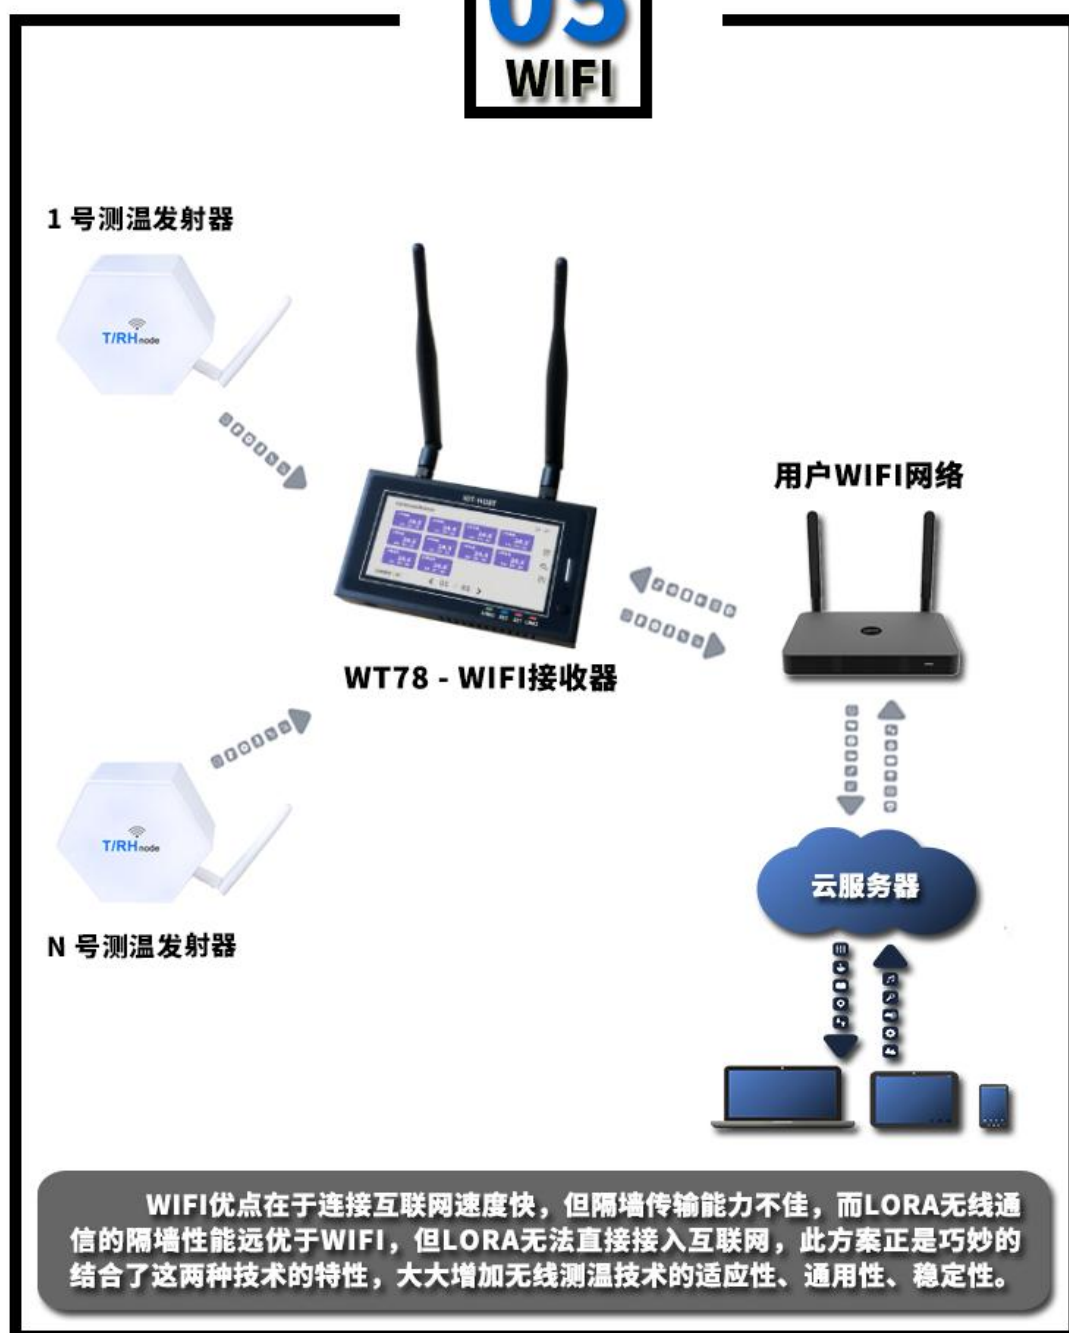 05
WIFI
1 号测温发射器
T/RH node
IOT-HOST
用户WIFI网络
WT78 - WIFI接收器
T/RH node
云服务器
N 号测温发射器
WIFI优点在于连接互联网速度快，但隔墙传输能力不佳，而LORA无线通
信的隔墙性能远优于WIFI，但LORA无法直接接入互联网，此方案正是巧妙的
结合了这两种技术的特性，大大增加无线测温技术的适应性、通用性、稳定性。